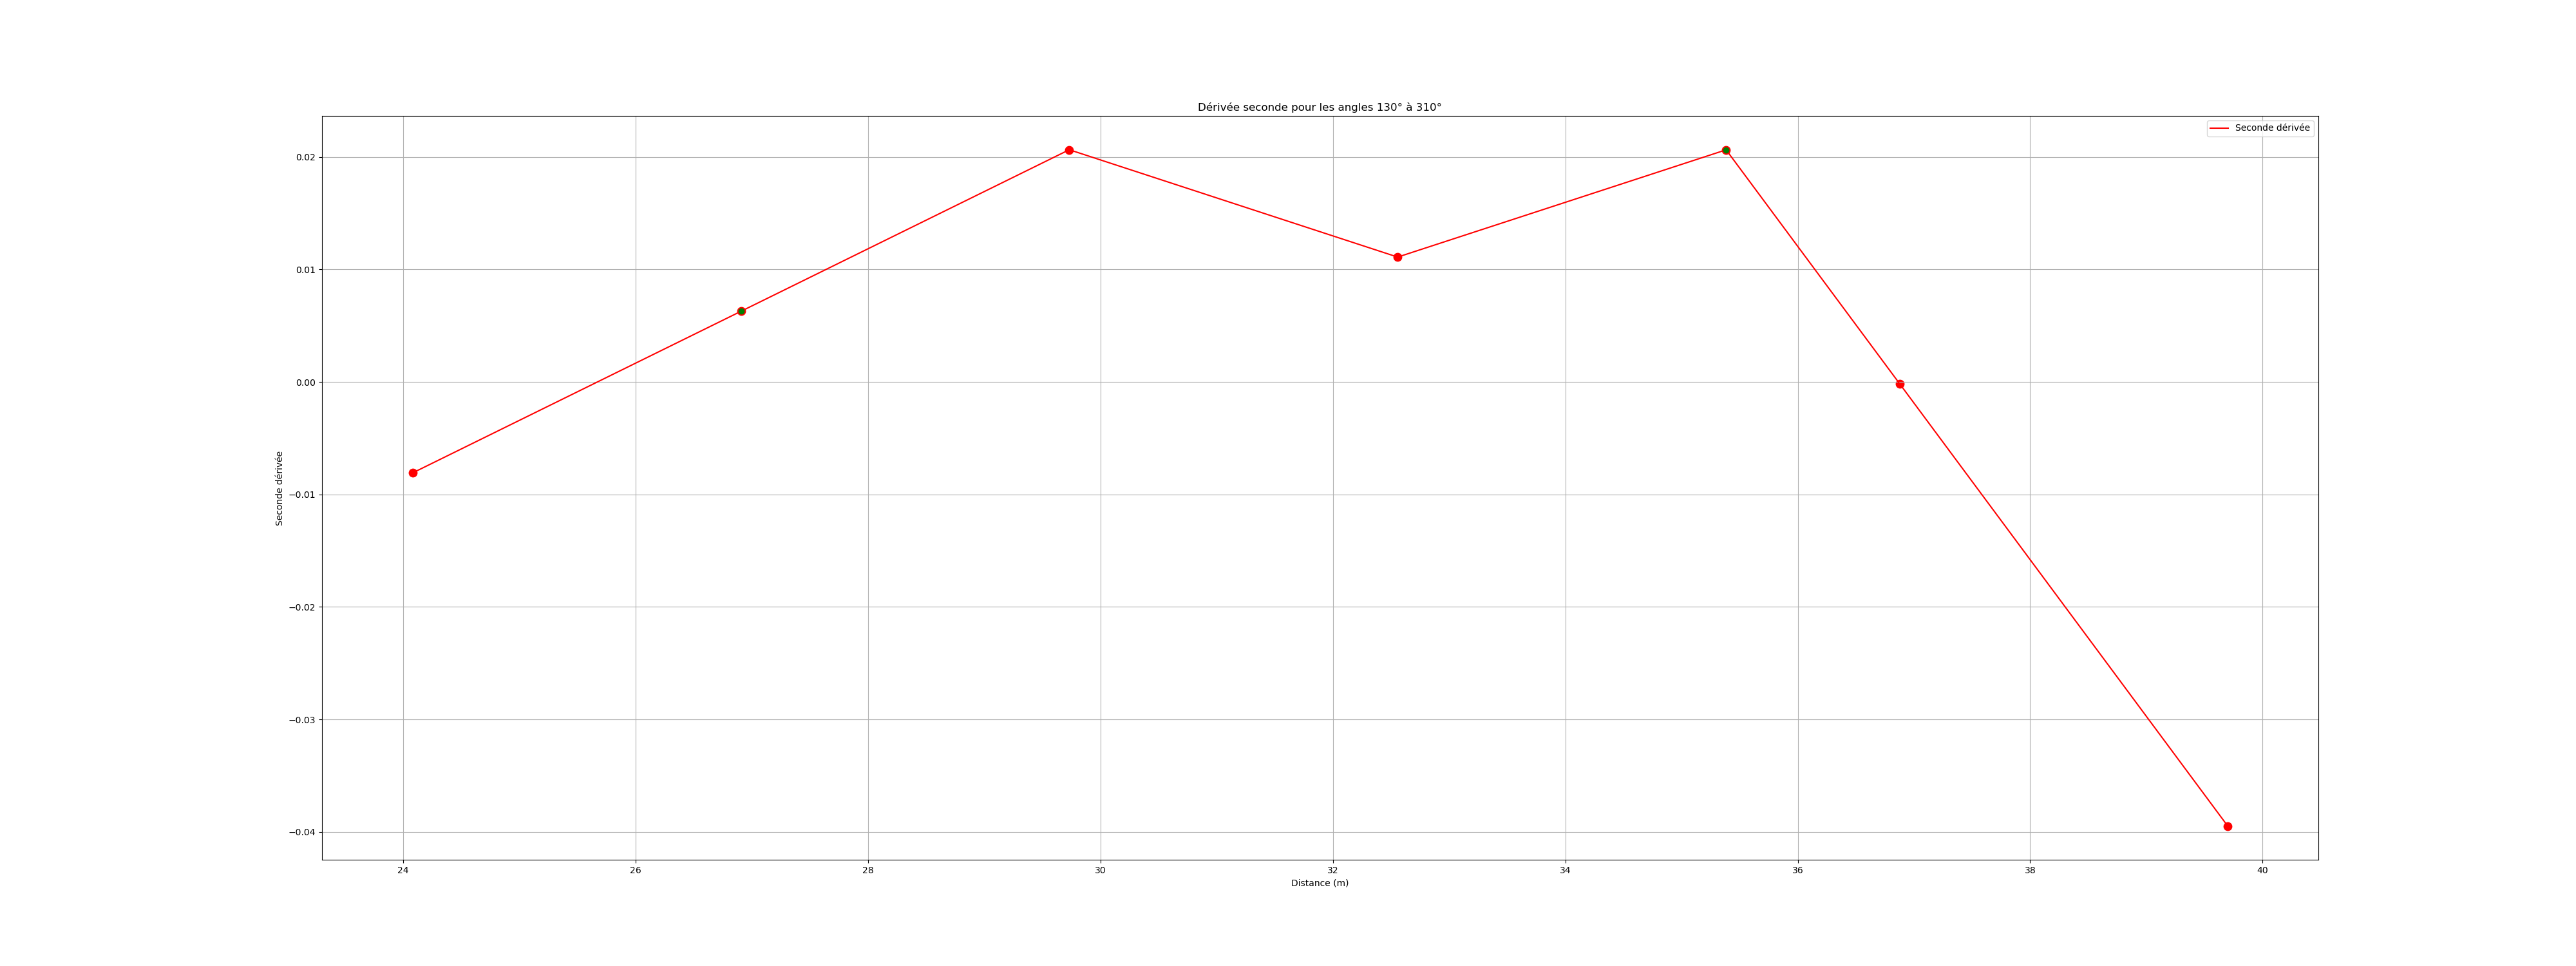 Dérivée seconde pour les angles 130° à 310°
Seconde dérivée
0.02
0.01
0.00
−0.01
−0.02
−0.03
−0.04
Seconde dérivée
24 26 28 30 32 34 36 38 40
Distance (m)